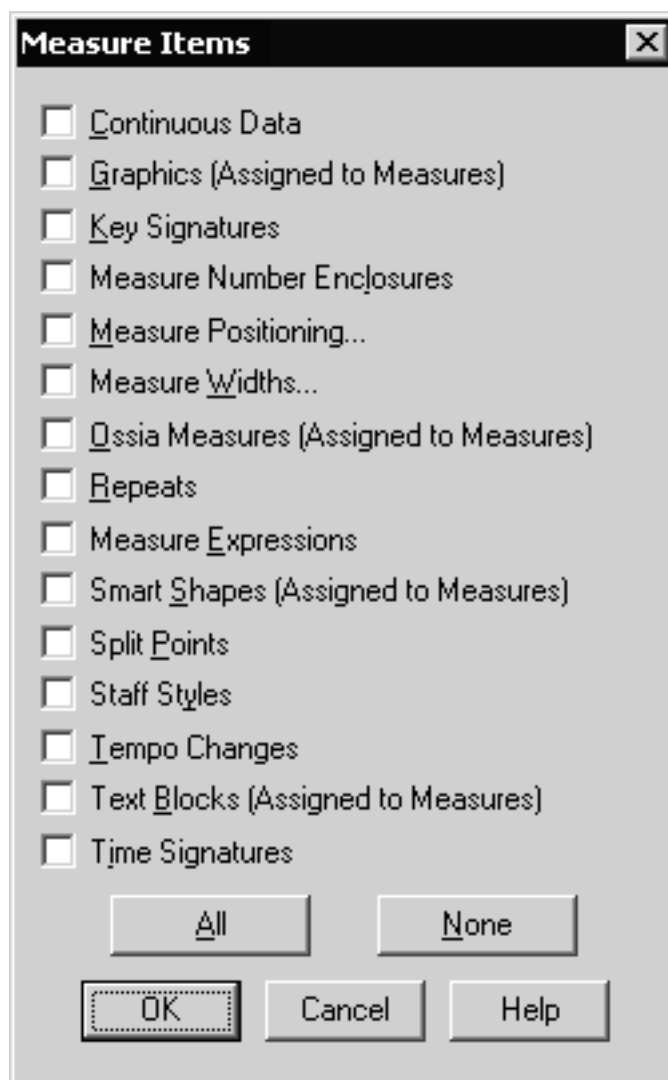 Measure Items
Continuous Data
Graphics (Assigned to Measures)
Key Signatures
Measure Number Enclosures
Measure Positioning...
Measure Widths...
Ossia Measures (Assigned to Measures)
Repeats
Measure Expressions
Smart Shapes (Assigned to Measures)
Split Points
Staff Styles
Tempo Changes
Text Blocks (Assigned to Measures)
Time Signatures
All None
OK Cancel Help